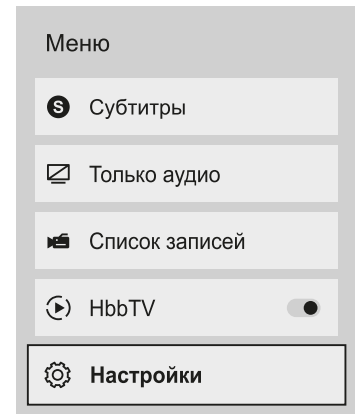 Меню
S Субтитры
Только аудио
Список записей
HbbTV
Настройки